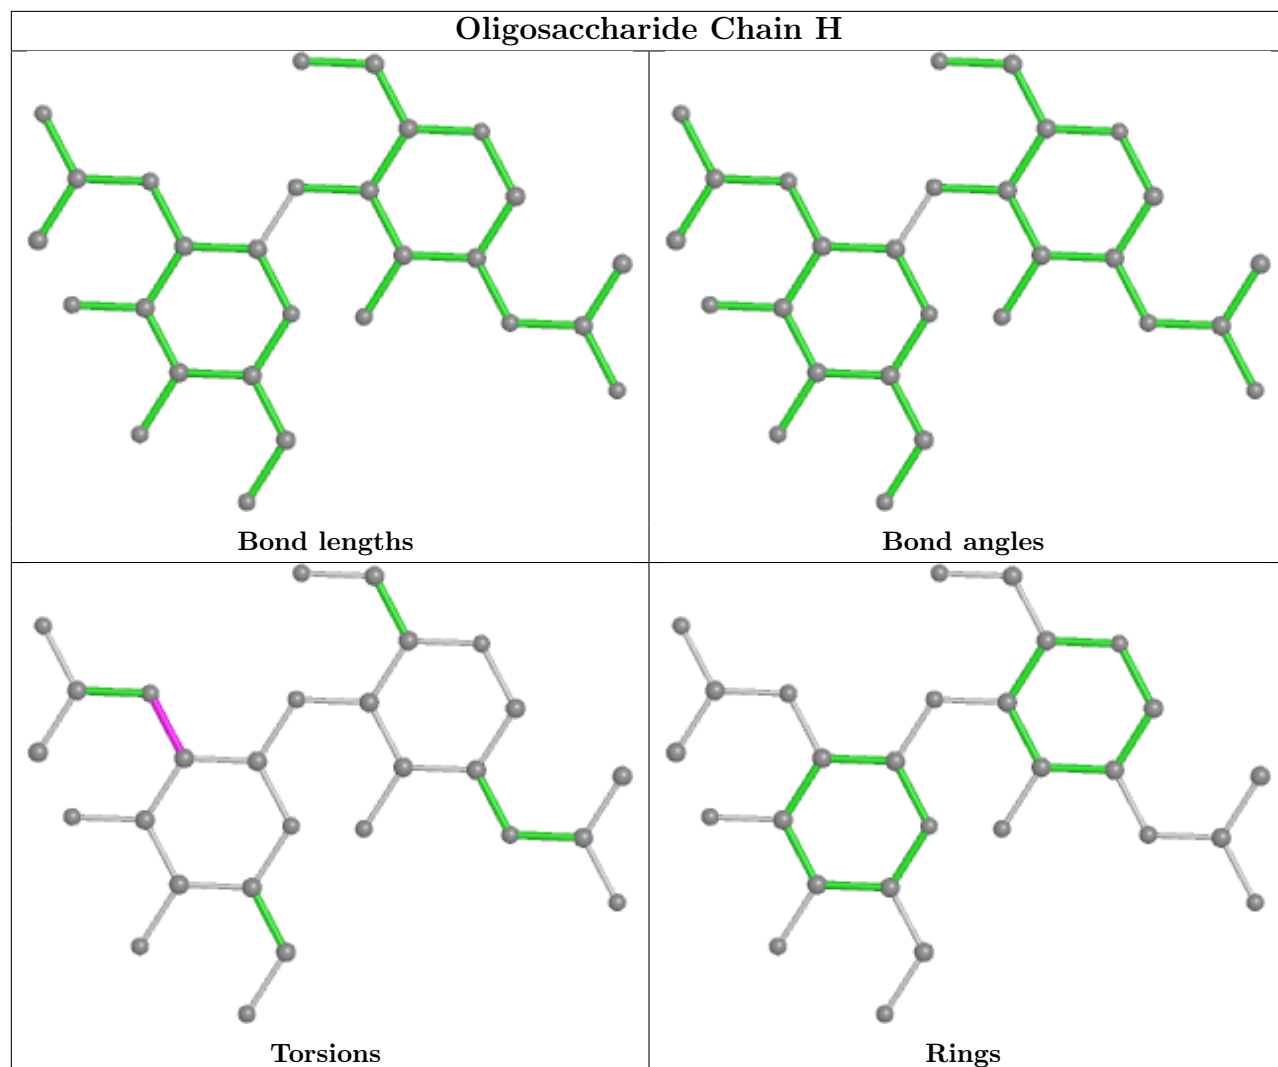 Oligosaccharide Chain H
Bond lengths
Bond angles
Torsions
Rings